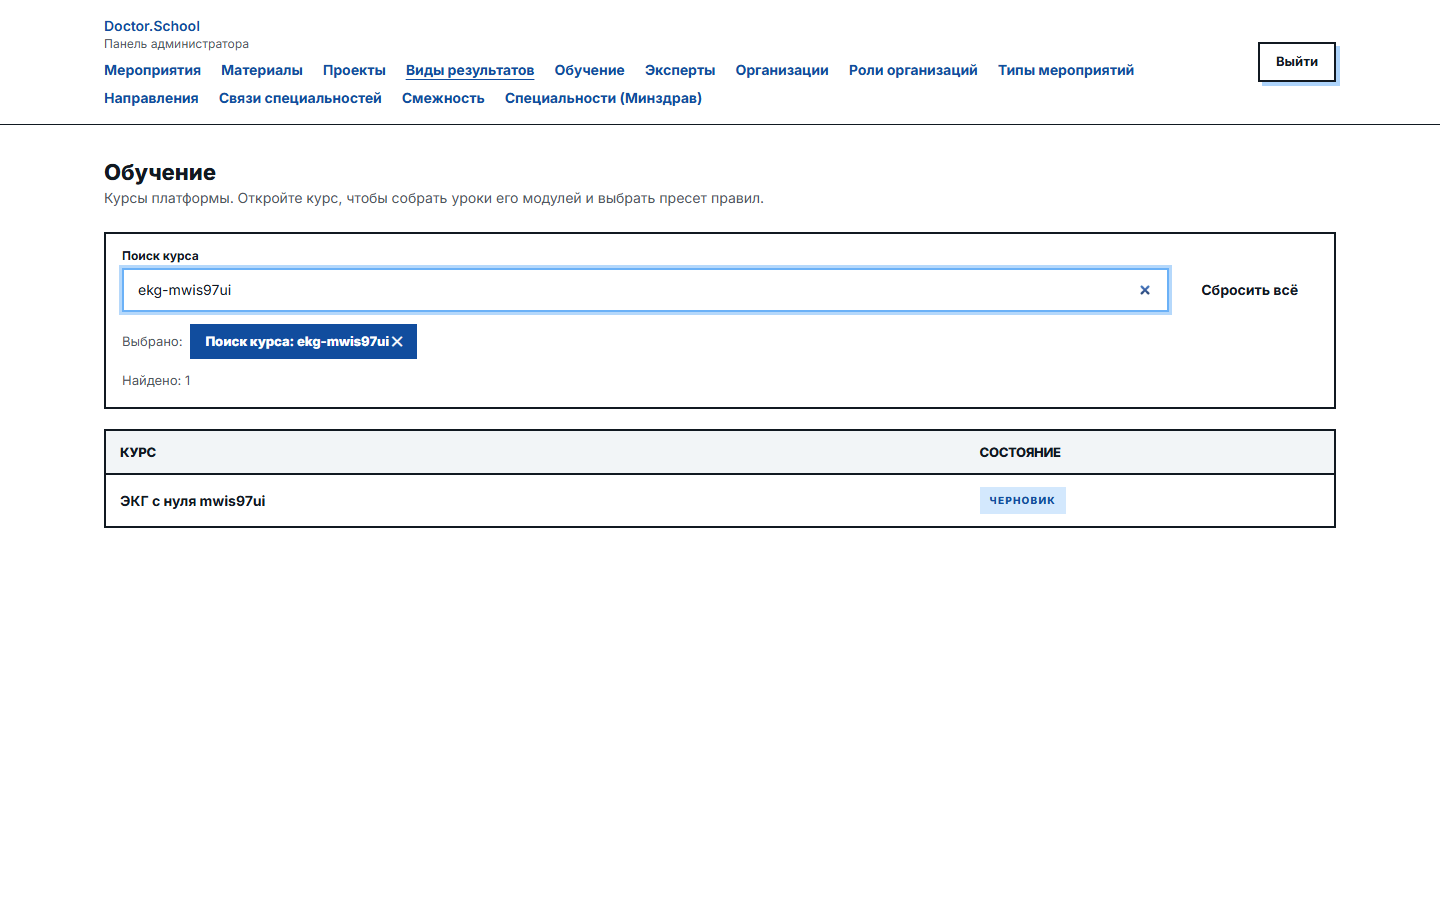 Doctor.School
Панель администратора
Мероприятия Материалы Проекты Виды результатов Обучение Эксперты Организации Роли организаций Типы мероприятий
Направления Связи специальностей Смежность Специальности (Минздрав)
Выйти
Обучение
Курсы платформы. Откройте курс, чтобы собрать уроки его модулей и выбрать пресет правил.
Поиск курса
ekg-mwis97ui
Сбросить всё
Выбрано: Поиск курса: ekg-mwis97ui
Найдено: 1
КУРС СОСТОЯНИЕ
ЭКГ с нуля mwis97ui ЧЕРНОВИК